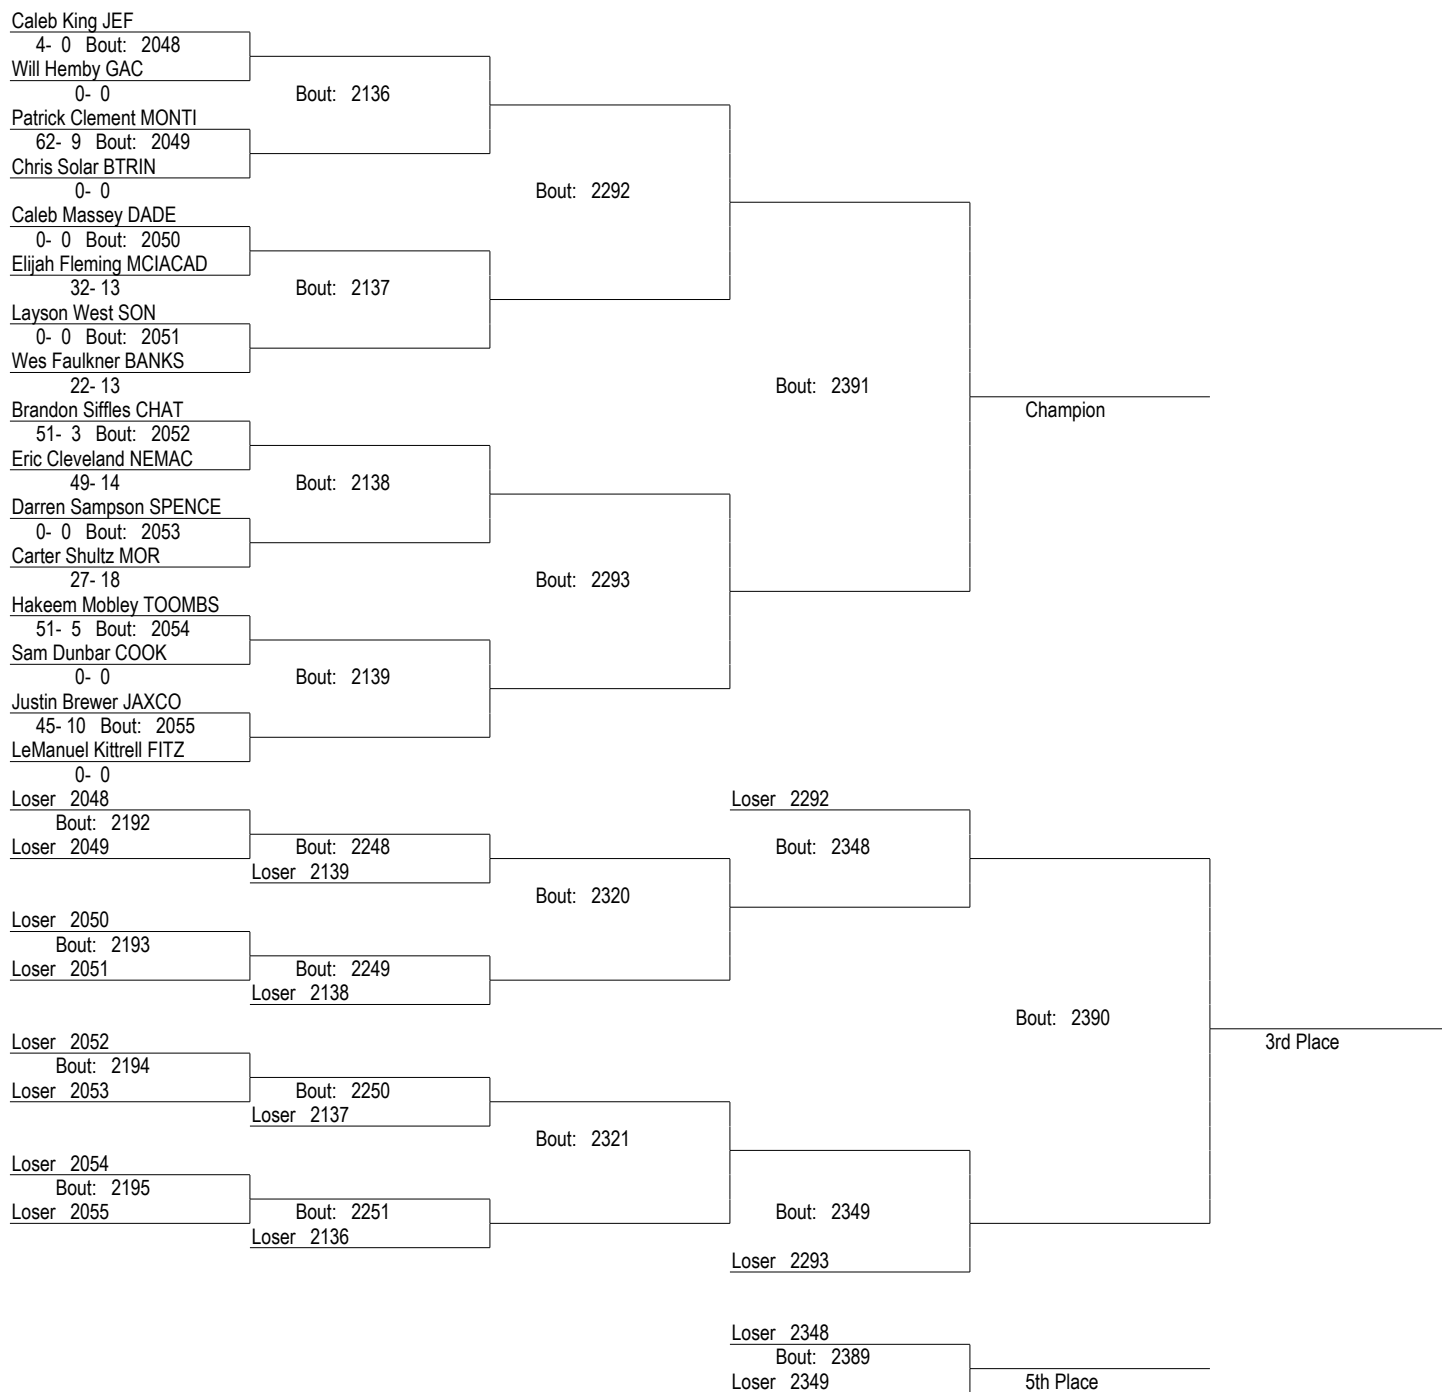 Caleb King JEF
4- 0 Bout: 2048
Will Hemby GAC
0- 0 Bout: 2136
Patrick Clement MONTI
62- 9 Bout: 2049
Chris Solar BTRIN
0- 0 Bout: 2292
Caleb Massey DADE
0- 0 Bout: 2050
Elijah Fleming MCIACAD
32- 13 Bout: 2137
Layson West SON
0- 0 Bout: 2051
Wes Faulkner BANKS
22- 13 Bout: 2391
Brandon Siffles CHAT Champion
51- 3 Bout: 2052
Eric Cleveland NEMAC
49- 14 Bout: 2138
Darren Sampson SPENCE
0- 0 Bout: 2053
Carter Shultz MOR
27- 18 Bout: 2293
Hakeem Mobley TOOMBS
51- 5 Bout: 2054
Sam Dunbar COOK
0- 0 Bout: 2139
Justin Brewer JAXCO
45- 10 Bout: 2055
LeManuel Kittrell FITZ
0- 0
Loser 2048 Loser 2292
Bout: 2192
Loser 2049 Bout: 2248 Bout: 2348
Loser 2139
Bout: 2320
Loser 2050
Bout: 2193
Loser 2051 Bout: 2249
Loser 2138
Bout: 2390
Loser 2052 3rd Place
Bout: 2194
Loser 2053 Bout: 2250
Loser 2137
Bout: 2321
Loser 2054
Bout: 2195
Loser 2055 Bout: 2251 Bout: 2349
Loser 2136
Loser 2293
Loser 2348
Bout: 2389
Loser 2349 5th Place